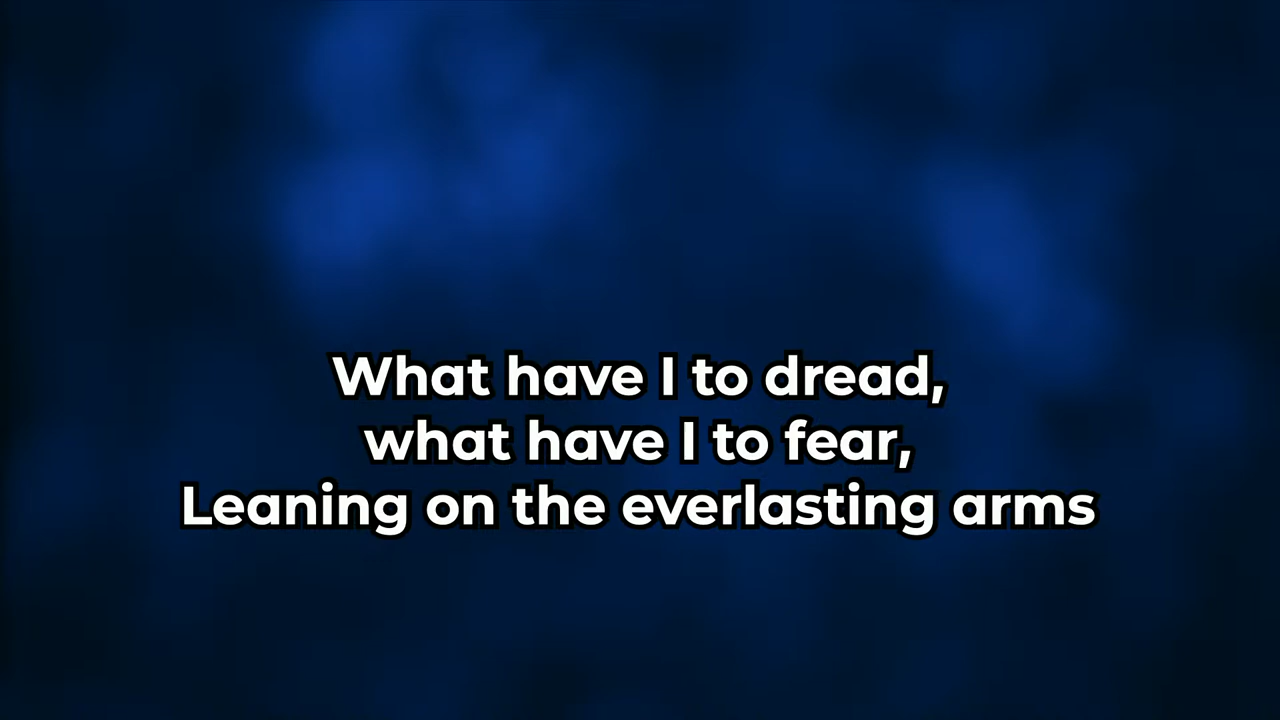 What have I to dread,
what have I to fear,
Leaning on the everlasting arms